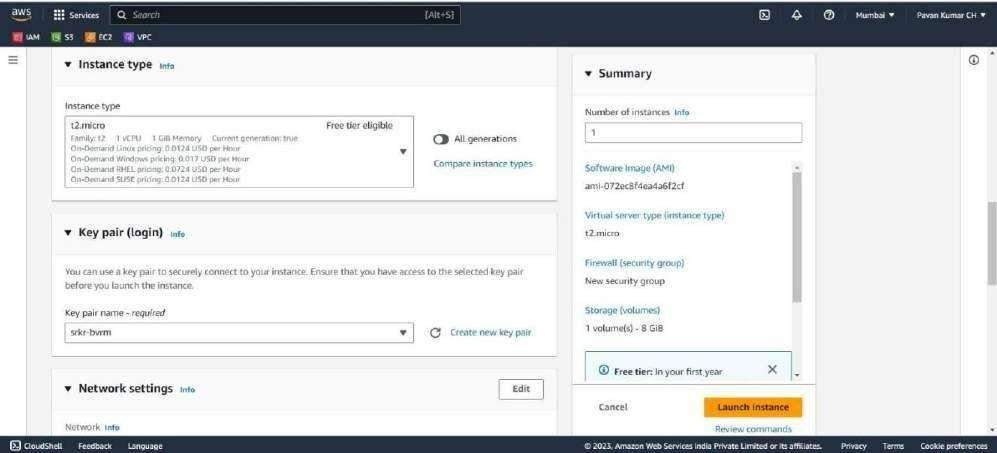 aws
Services
Search
[Alt+S]
Mumbai
Pavan Kumar CH
IAM
S3
EC2
VPC
Instance type Info
Instance type
t2.micro
Free tier eligible
Family: t2 1 vCPU 1 GiB Memory Current generation: true
On-Demand Linux pricing: 0.0124 USD per Hour
On-Demand Windows pricing: 0.017 USD per Hour
On-Demand RHEL pricing: 0.0724 USD per Hour
On-Demand SUSE pricing: 0.0124 USD per Hour
All generations
Compare instance types
Key pair (login) Info
You can use a key pair to securely connect to your instance. Ensure that you have access to the selected key pair
before you launch the instance.
Key pair name - required
srkr-bvrm
Create new key pair
Network settings Info
Edit
Network Info
Summary
Number of instances Info
1
Software Image (AMI)
ami-072ec8f4ea4a6f2cf
Virtual server type (instance type)
t2.micro
Firewall (security group)
New security group
Storage (volumes)
1 volume(s) - 8 GiB
Free tier: In your first year
Cancel
Launch instance
Review commands
CloudShell
Feedback
Language
© 2023, Amazon Web Services India Private Limited or its affiliates.
Privacy
Terms
Cookie preferences